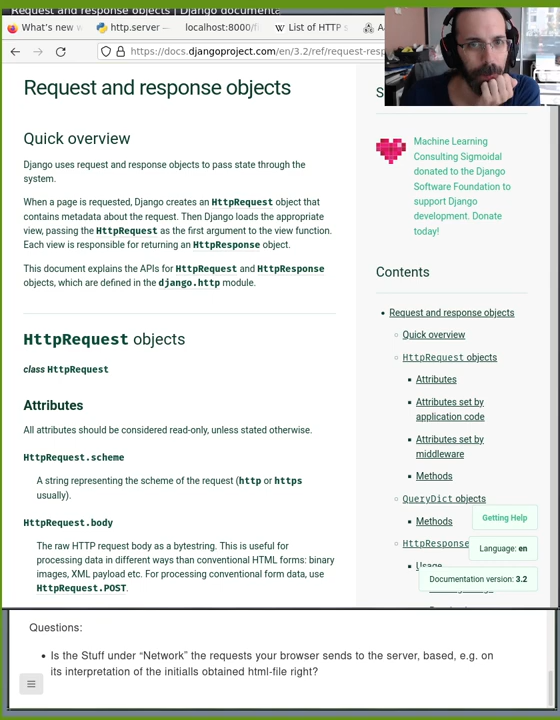 Request and response objects | Django documenta
What's new
http.server —
localhost:8000/f
List of HTTP s
https://docs.djangoproject.com/en/3.2/ref/request-resp
Request and response objects
Quick overview
Django uses request and response objects to pass state through the
system.
When a page is requested, Django creates an HttpRequest object that
contains metadata about the request. Then Django loads the appropriate
view, passing the HttpRequest as the first argument to the view function.
Each view is responsible for returning an HttpResponse object.
This document explains the APIs for HttpRequest and HttpResponse
objects, which are defined in the django.http module.
HttpRequest objects
class HttpRequest
Attributes
All attributes should be considered read-only, unless stated otherwise.
HttpRequest.scheme
A string representing the scheme of the request (http or https
usually).
HttpRequest.body
The raw HTTP request body as a bytestring. This is useful for
processing data in different ways than conventional HTML forms: binary
images, XML payload etc. For processing conventional form data, use
HttpRequest.POST.
Machine Learning
Consulting Sigmoidal
donated to the Django
Software Foundation to
support Django
development. Donate
today!
Contents
Request and response objects
Quick overview
HttpRequest objects
Attributes
Attributes set by
application code
Attributes set by
middleware
Methods
QueryDict objects
Methods
HttpResponse
Usage
Getting Help
Language: en
Documentation version: 3.2
Questions:
• Is the Stuff under “Network” the requests your browser sends to the server, based, e.g. on
its interpretation of the initialls obtained html-file right?